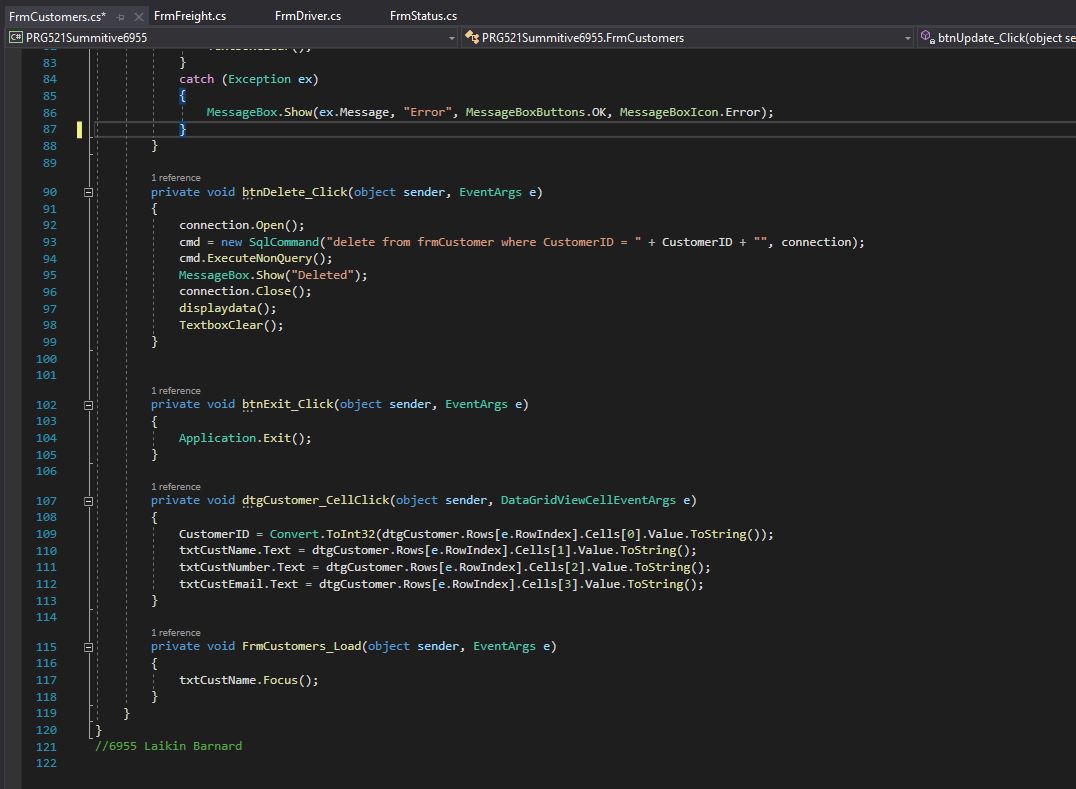 FrmCustomers.cs* FrmFreight.cs FrmDriver.cs FrmStatus.cs
C# PRG521Summitive6955 PRG521Summitive6955.FrmCustomers btnUpdate_Click(object se
83 }
84 catch (Exception ex)
85 {
86 MessageBox.Show(ex.Message, "Error", MessageBoxButtons.OK, MessageBoxIcon.Error);
87 }
88 }
89
1 reference
90 private void btnDelete_Click(object sender, EventArgs e)
91 {
92 connection.Open();
93 cmd = new SqlCommand("delete from frmCustomer where CustomerID = " + CustomerID + "", connection);
94 cmd.ExecuteNonQuery();
95 MessageBox.Show("Deleted");
96 connection.Close();
97 displaydata();
98 TextboxClear();
99 }
100
101
1 reference
102 private void btnExit_Click(object sender, EventArgs e)
103 {
104 Application.Exit();
105 }
106
1 reference
107 private void dtgCustomer_CellClick(object sender, DataGridViewCellEventArgs e)
108 {
109 CustomerID = Convert.ToInt32(dtgCustomer.Rows[e.RowIndex].Cells[0].Value.ToString());
110 txtCustName.Text = dtgCustomer.Rows[e.RowIndex].Cells[1].Value.ToString();
111 txtCustNumber.Text = dtgCustomer.Rows[e.RowIndex].Cells[2].Value.ToString();
112 txtCustEmail.Text = dtgCustomer.Rows[e.RowIndex].Cells[3].Value.ToString();
113 }
114
1 reference
115 private void FrmCustomers_Load(object sender, EventArgs e)
116 {
117 txtCustName.Focus();
118 }
119 }
120 }
121 //6955 Laikin Barnard
122